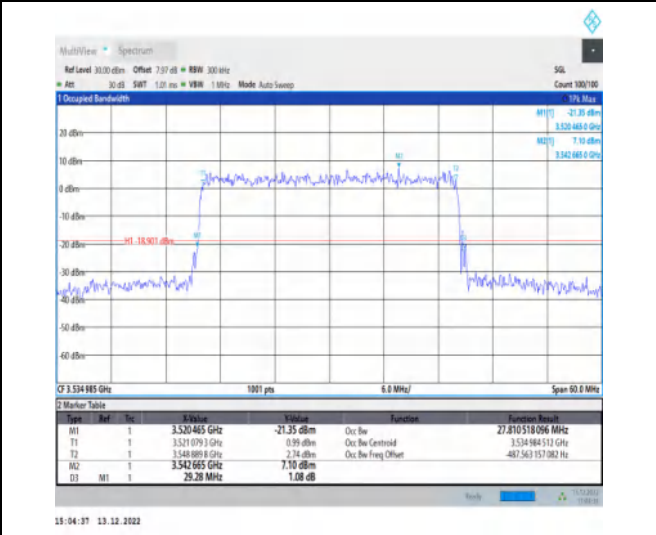 MultiView Spectrum
Ref Level 30.00 dBm Offset 7.97 dB RBW 300 kHz SGL
Att 30 dB SWT 1.01 ms VBW 1 MHz Mode Auto Sweep Count 100/100
1 Occupied Bandwidth 1Pk Max
M1[1] -21.35 dBm
3.520 465 0 GHz
M2[1] 7.10 dBm
3.542 665 0 GHz
20 dBm
10 dBm
0 dBm
-10 dBm
-20 dBm
H1 -18.901 dBm
-30 dBm
-40 dBm
-50 dBm
-60 dBm
M1
M2
T2
CF 3.534 985 GHz 1001 pts 6.0 MHz/ Span 60.0 MHz
2 Marker Table
Type Ref Trc X-Value Y-Value Function Function Result
M1 1 3.520465 GHz -21.35 dBm Occ Bw 27.810 518 096 MHz
T1 1 3.521 079 3 GHz 0.99 dBm Occ Bw Centroid 3.534 984 512 GHz
T2 1 3.548 889 8 GHz 2.74 dBm Occ Bw Freq Offset -487.563 157 082 Hz
M2 1 3.542 665 GHz 7.10 dBm
D3 M1 1 29.28 MHz 1.08 dB
Ready
15:04:37 13.12.2022